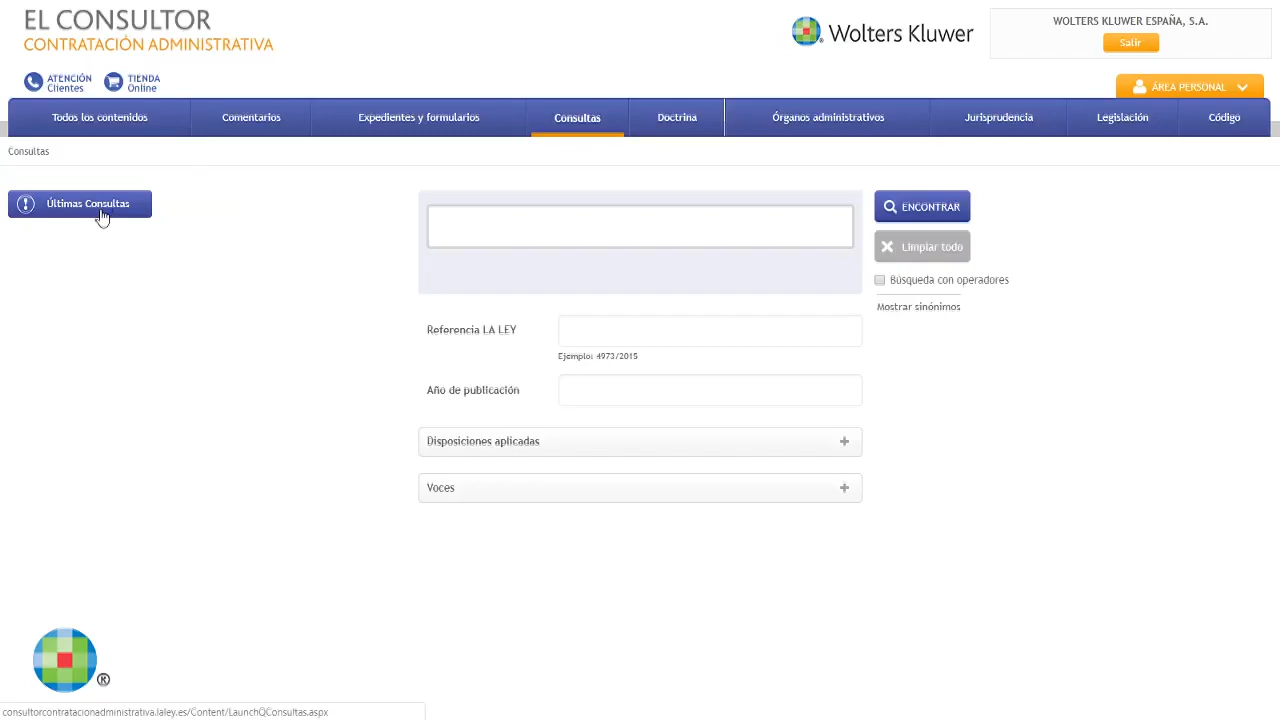 EL CONSULTOR
CONTRATACIÓN ADMINISTRATIVA
Wolters Kluwer
WOLTERS KLUWER ESPAÑA, S.A.
Salir
ATENCIÓN
Clientes
TIENDA
Online
ÁREA PERSONAL
Todos los contenidos
Comentarios
Expedientes y formularios
Consultas
Doctrina
Órganos administrativos
Jurisprudencia
Legislación
Código
Consultas
Últimas Consultas
ENCONTRAR
Limpiar todo
Búsqueda con operadores
Mostrar sinónimos
Referencia LA LEY
Ejemplo: 4973/2015
Año de publicación
Disposiciones aplicadas
Voces
®
consultorcontratacionadministrativa.laley.es/Content/LaunchQConsultas.aspx